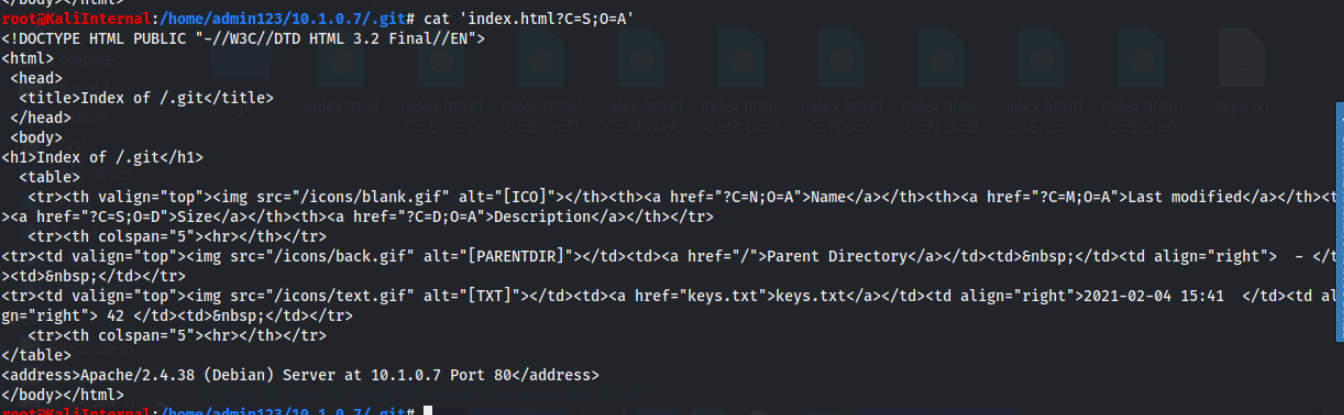 ></body></html>
root@KaliInternal:/home/admin123/10.1.0.7/.git# cat 'index.html?C=S;O=A'
<!DOCTYPE HTML PUBLIC "-//W3C//DTD HTML 3.2 Final//EN">
<html>
 <head>
  <title>Index of /.git</title>
 </head>
 <body>
<h1>Index of /.git</h1>
  <table>
   <tr><th valign="top"><img src="/icons/blank.gif" alt="[ICO]"></th><th><a href="?C=N;O=A">Name</a></th><th><a href="?C=M;O=A">Last modified</a></th><t
><a href="?C=S;O=D">Size</a></th><th><a href="?C=D;O=A">Description</a></th></tr>
   <tr><th colspan="5"><hr></th></tr>
<tr><td valign="top"><img src="/icons/back.gif" alt="[PARENTDIR]"></td><td><a href="/">Parent Directory</a></td><td>&nbsp;</td><td align="right">  - </t
><td>&nbsp;</td></tr>
<tr><td valign="top"><img src="/icons/text.gif" alt="[TXT]"></td><td><a href="keys.txt">keys.txt</a></td><td align="right">2021-02-04 15:41  </td><td al
gn="right"> 42 </td><td>&nbsp;</td></tr>
   <tr><th colspan="5"><hr></th></tr>
</table>
<address>Apache/2.4.38 (Debian) Server at 10.1.0.7 Port 80</address>
</body></html>
root@KaliInternal:/home/admin123/10.1.0.7/.git#
index.html
index.html? C=D;O=A
index.html? C=D;O=D
index.html? C=M;O=A
index.html? C=M;O=D
index.html? C=N;O=A
index.html? C=N;O=D
index.html? C=S;O=A
index.html? C=S;O=D
keys.txt